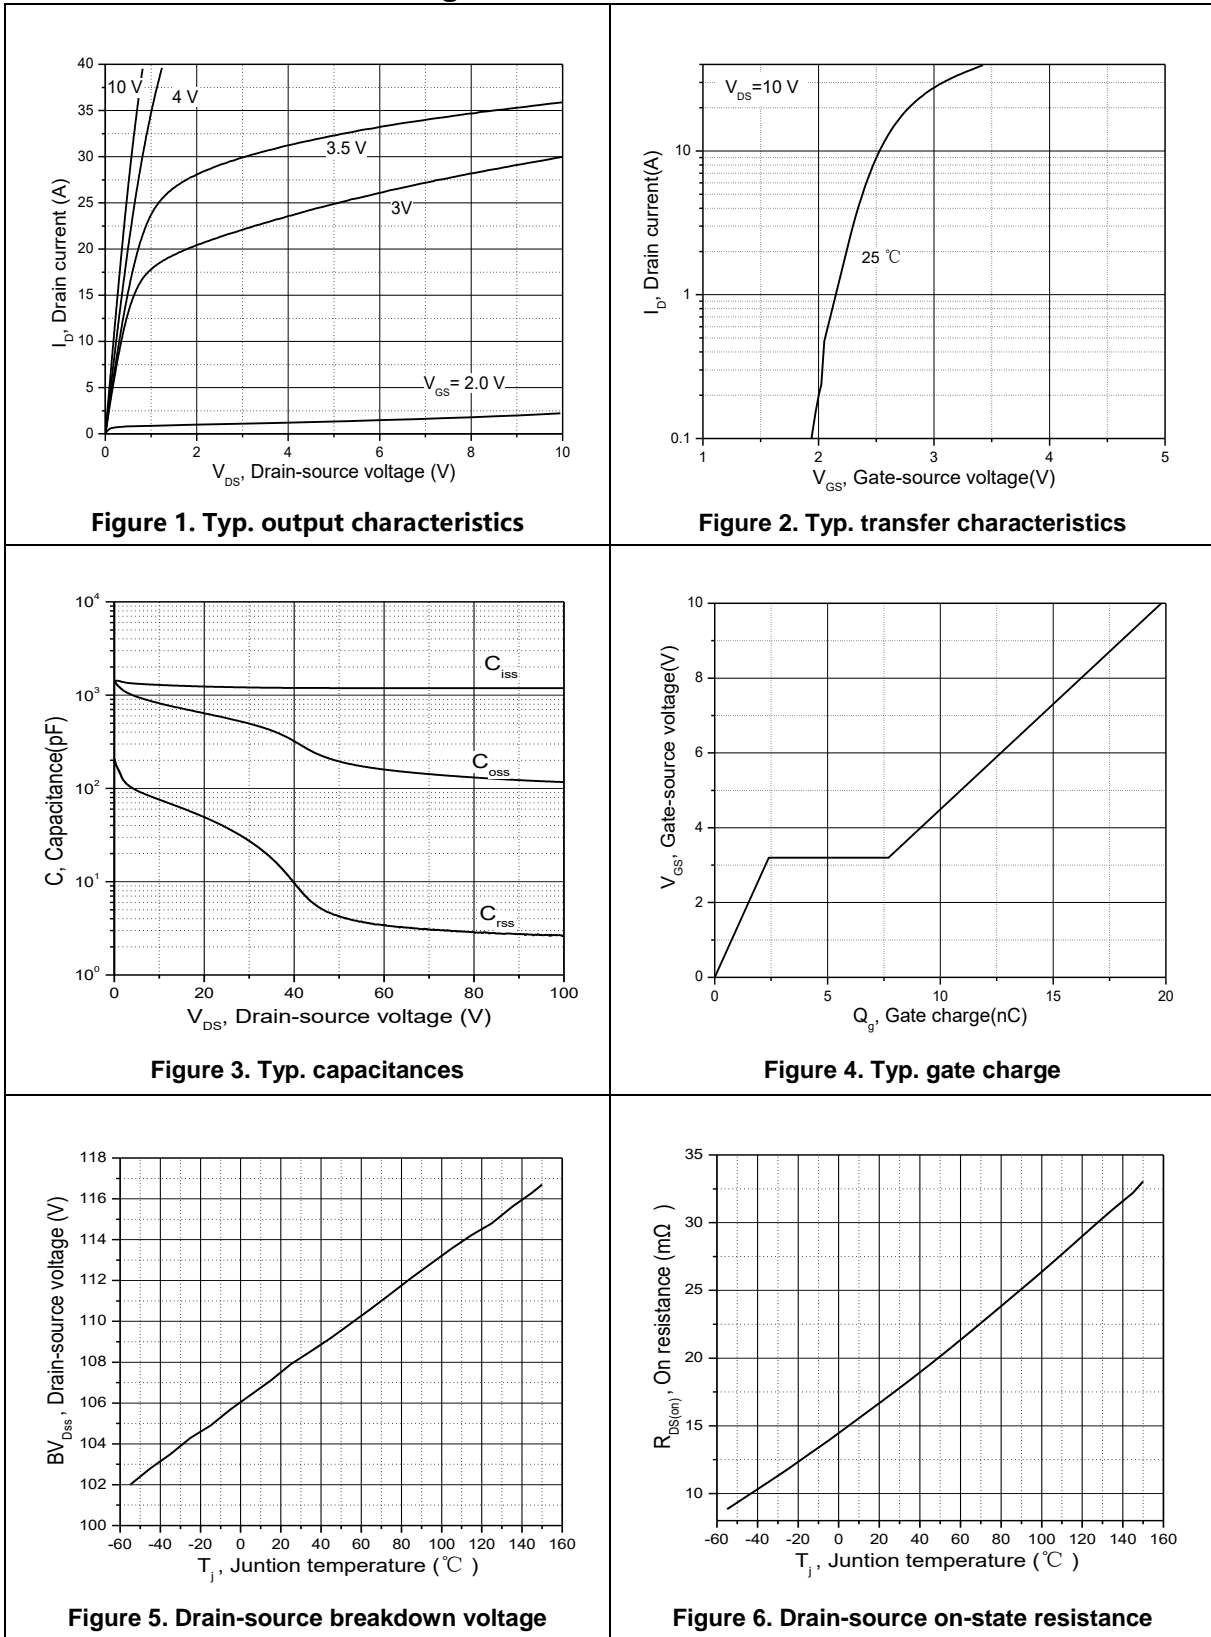 40
35
30
25
20
15
10
5
0
I_D, Drain current (A)
10 V
4 V
3.5 V
3V
V_GS= 2.0 V
0 2 4 6 8 10
V_DS, Drain-source voltage (V)
Figure 1. Typ. output characteristics
10
1
0.1
I_D, Drain current(A)
V_DS=10 V
25 ℃
1 2 3 4 5
V_GS, Gate-source voltage(V)
Figure 2. Typ. transfer characteristics
10^4
10^3
10^2
10^1
10^0
C, Capacitance(pF)
C_iss
C_oss
C_rss
0 20 40 60 80 100
V_DS, Drain-source voltage (V)
Figure 3. Typ. capacitances
10
8
6
4
2
0
V_GS, Gate-source voltage(V)
0 5 10 15 20
Q_g, Gate charge(nC)
Figure 4. Typ. gate charge
118
116
114
112
110
108
106
104
102
100
BV_Dss, Drain-source voltage (V)
-60 -40 -20 0 20 40 60 80 100 120 140 160
T_j, Juntion temperature (℃)
Figure 5. Drain-source breakdown voltage
35
30
25
20
15
10
R_DS(on), On resistance (mΩ)
-60 -40 -20 0 20 40 60 80 100 120 140 160
T_j, Juntion temperature (℃)
Figure 6. Drain-source on-state resistance